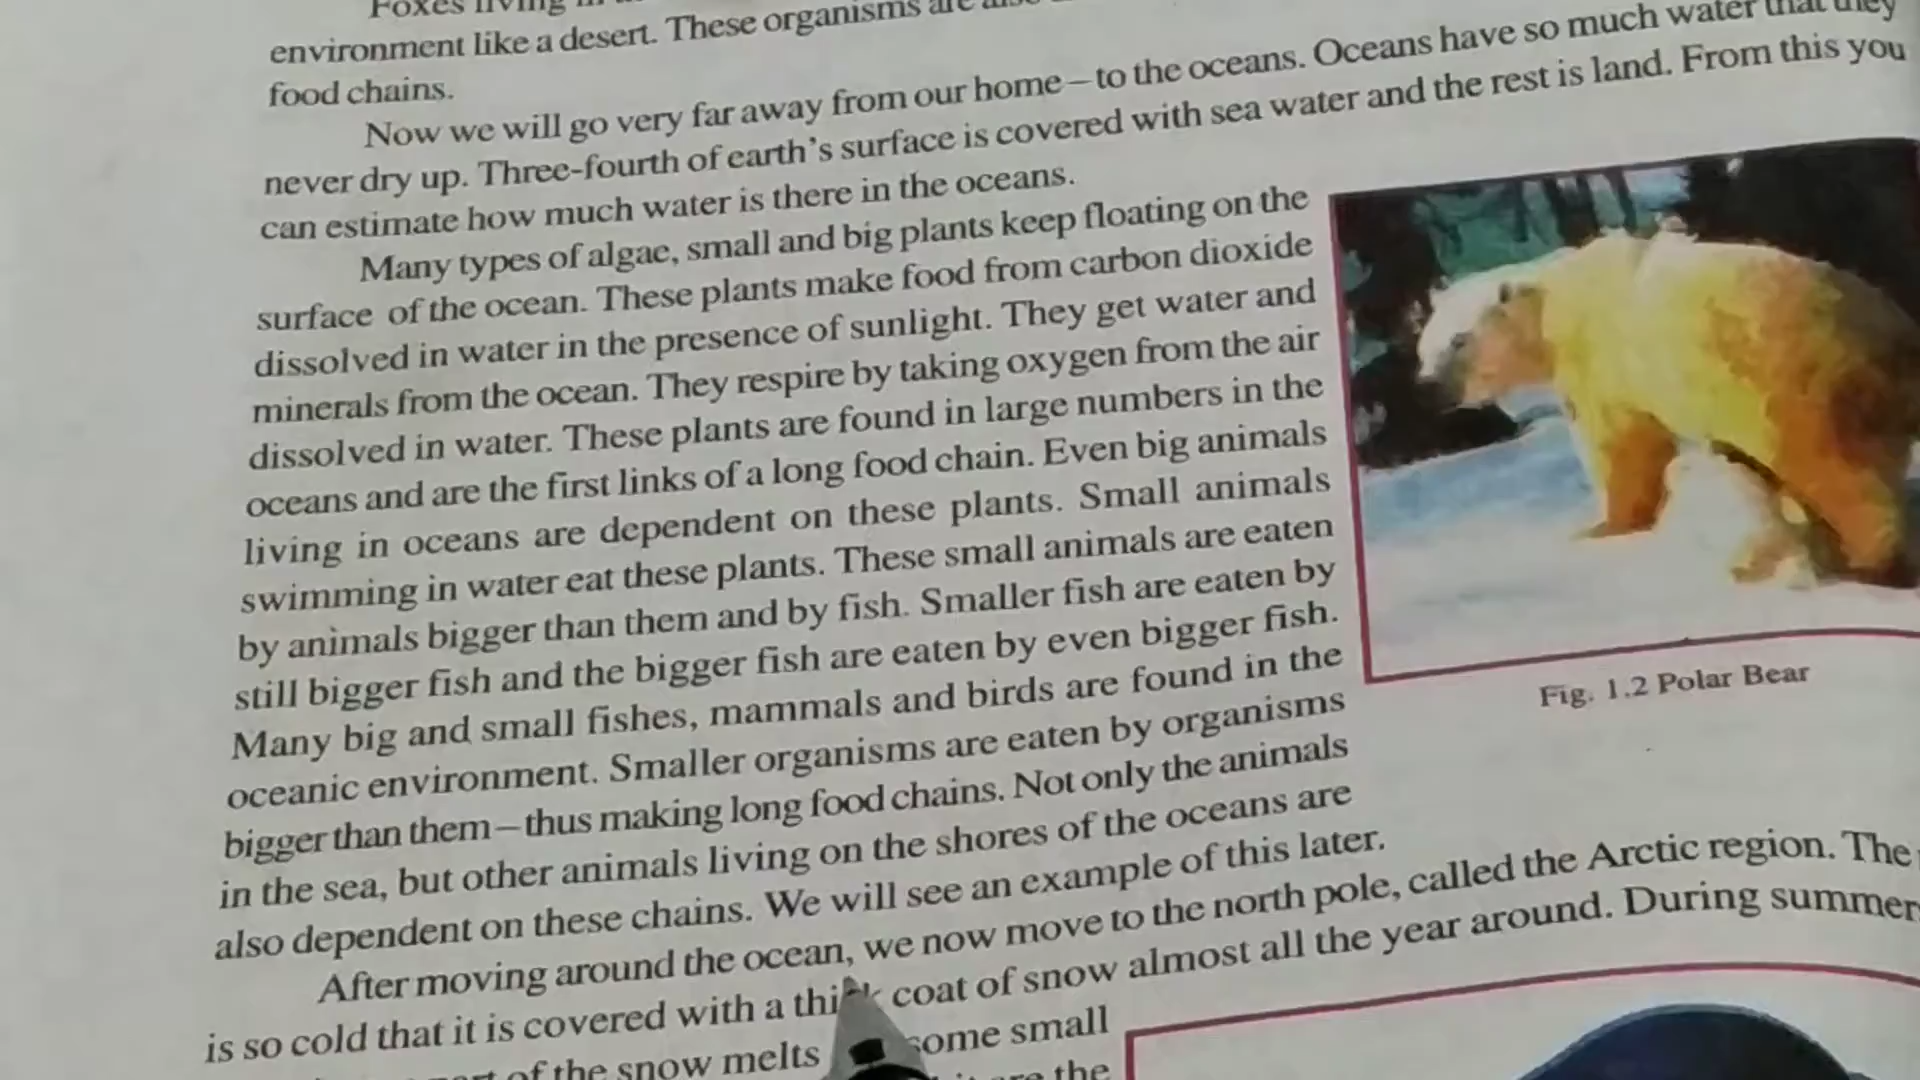 Foxes living in
environment like a desert. These organisms are also
food chains.
Now we will go very far away from our home—to the oceans. Oceans have so much water that they
never dry up. Three-fourth of earth's surface is covered with sea water and the rest is land. From this you
can estimate how much water is there in the oceans.
Many types of algae, small and big plants keep floating on the
surface of the ocean. These plants make food from carbon dioxide
dissolved in water in the presence of sunlight. They get water and
minerals from the ocean. They respire by taking oxygen from the air
dissolved in water. These plants are found in large numbers in the
oceans and are the first links of a long food chain. Even big animals
living in oceans are dependent on these plants. Small animals
swimming in water eat these plants. These small animals are eaten
by animals bigger than them and by fish. Smaller fish are eaten by
still bigger fish and the bigger fish are eaten by even bigger fish.
Many big and small fishes, mammals and birds are found in the
oceanic environment. Smaller organisms are eaten by organisms
bigger than them—thus making long food chains. Not only the animals
in the sea, but other animals living on the shores of the oceans are
also dependent on these chains. We will see an example of this later.
Fig. 1.2 Polar Bear
After moving around the ocean, we now move to the north pole, called the Arctic region. The
is so cold that it is covered with a thick coat of snow almost all the year around. During summer
of the snow melts some small
are the